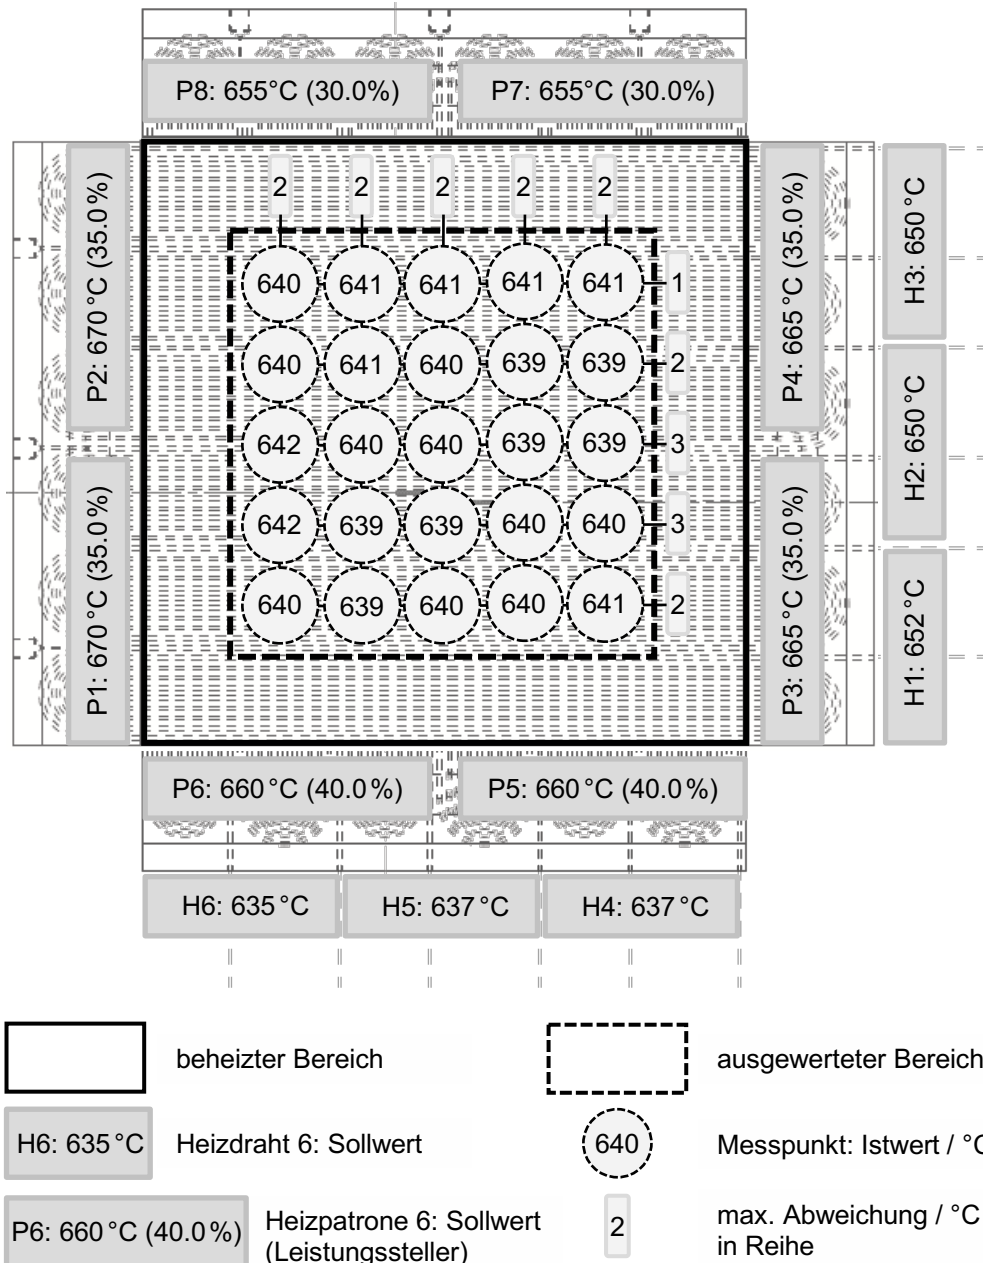 P8: 655°C (30.0%) P7: 655°C (30.0%)
P2: 670 °C (35.0 %)
P1: 670 °C (35.0 %)
2 2 2 2 2
640 641 641 641 641 1
640 641 640 639 639 2
642 640 640 639 639 3
642 639 639 640 640 3
640 639 640 640 641 2
P4: 665 °C (35.0 %)
P3: 665 °C (35.0 %)
H3: 650 °C
H2: 650 °C
H1: 652 °C
P6: 660 °C (40.0 %) P5: 660 °C (40.0 %)
H6: 635 °C H5: 637 °C H4: 637 °C
beheizter Bereich
ausgewerteter Bereich
H6: 635 °C Heizdraht 6: Sollwert
640 Messpunkt: Istwert / °C
P6: 660 °C (40.0 %) Heizpatrone 6: Sollwert
(Leistungssteller)
2 max. Abweichung / °C
in Reihe